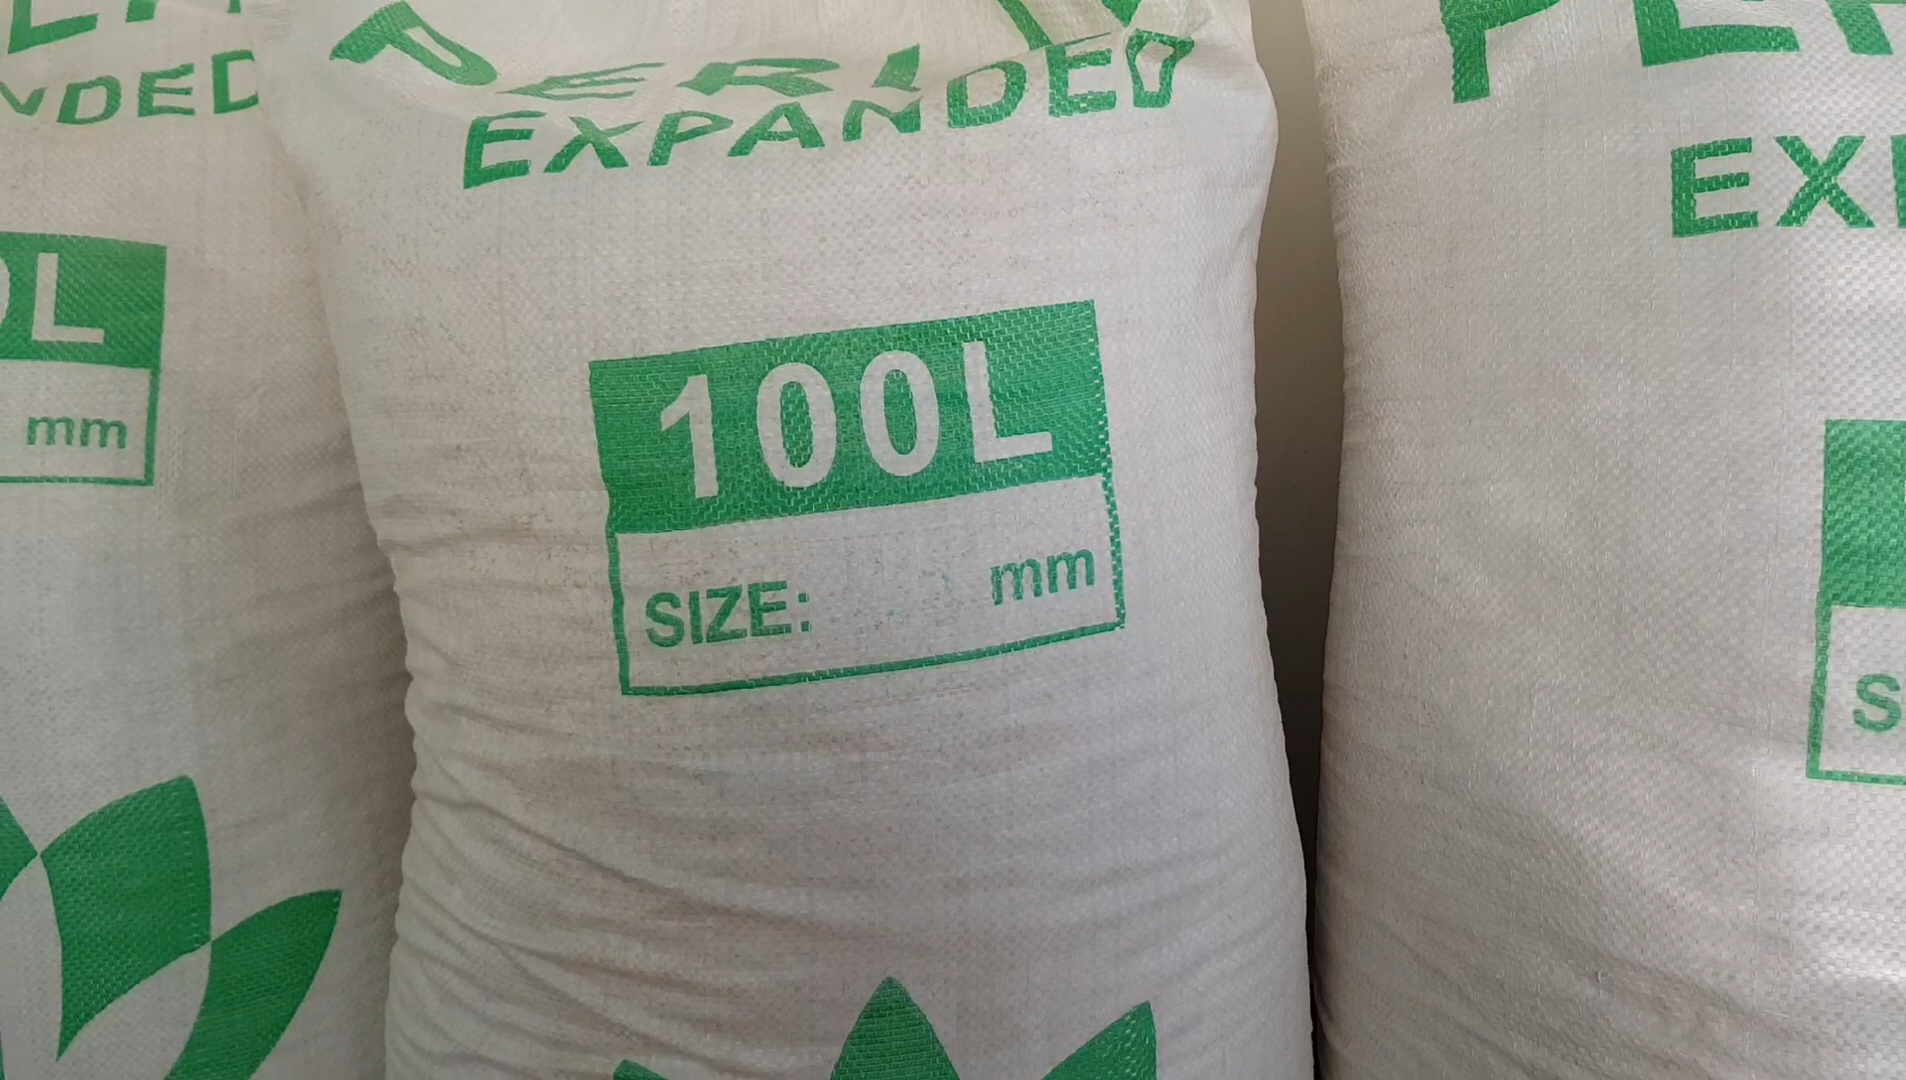 EXPANDED
100L
SIZE: mm
NDED
L
mm
EX
S